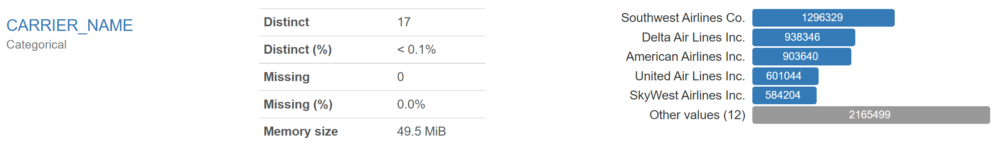 CARRIER_NAME
Categorical
Distinct 17
Distinct (%) < 0.1%
Missing 0
Missing (%) 0.0%
Memory size 49.5 MiB
Southwest Airlines Co. 1296329
Delta Air Lines Inc. 938346
American Airlines Inc. 903640
United Air Lines Inc. 601044
SkyWest Airlines Inc. 584204
Other values (12) 2165499